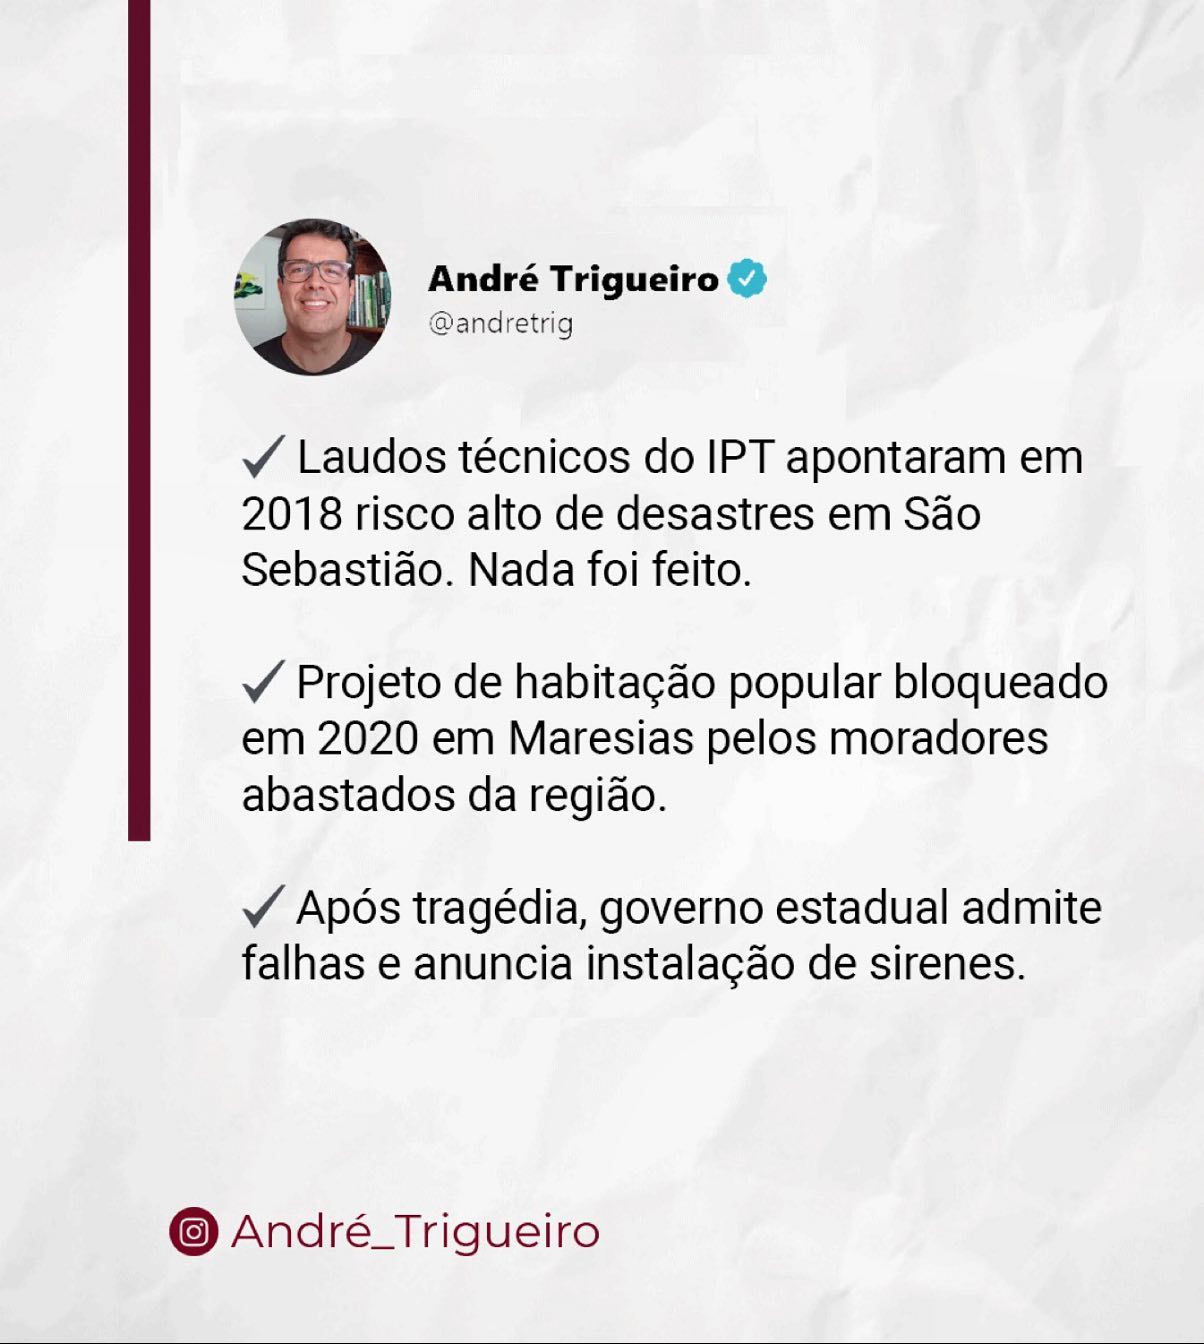 André Trigueiro
@andretrig
✓ Laudos técnicos do IPT apontaram em
2018 risco alto de desastres em São
Sebastião. Nada foi feito.
✓ Projeto de habitação popular bloqueado
em 2020 em Maresias pelos moradores
abastados da região.
✓ Após tragédia, governo estadual admite
falhas e anuncia instalação de sirenes.
André_Trigueiro